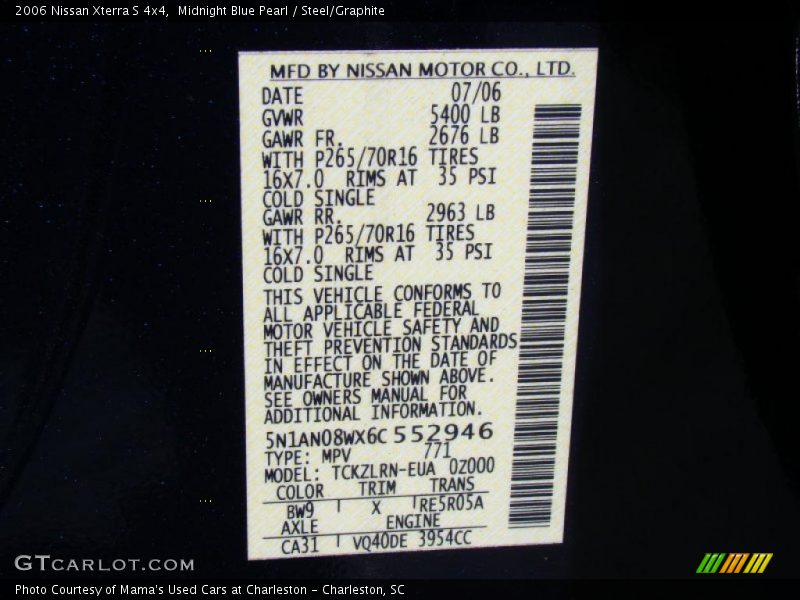 2006 Nissan Xterra S 4x4,  Midnight Blue Pearl / Steel/Graphite
MFD BY NISSAN MOTOR CO., LTD.
DATE 07/06
GVWR 5400 LB
GAWR FR. 2676 LB
WITH P265/70R16 TIRES
16X7.0 RIMS AT 35 PSI
COLD SINGLE
GAWR RR. 2963 LB
WITH P265/70R16 TIRES
16X7.0 RIMS AT 35 PSI
COLD SINGLE
THIS VEHICLE CONFORMS TO
ALL APPLICABLE FEDERAL
MOTOR VEHICLE SAFETY AND
THEFT PREVENTION STANDARDS
IN EFFECT ON THE DATE OF
MANUFACTURE SHOWN ABOVE.
SEE OWNERS MANUAL FOR
ADDITIONAL INFORMATION.
5N1AN08WX6C552946
TYPE: MPV 771
MODEL: TCKZLRN-EUA 0Z000
COLOR TRIM TRANS
BW9 X RE5R05A
AXLE ENGINE
CA31 VQ40DE 3954CC
GTCARLOT.COM
Photo Courtesy of Mama's Used Cars at Charleston - Charleston, SC